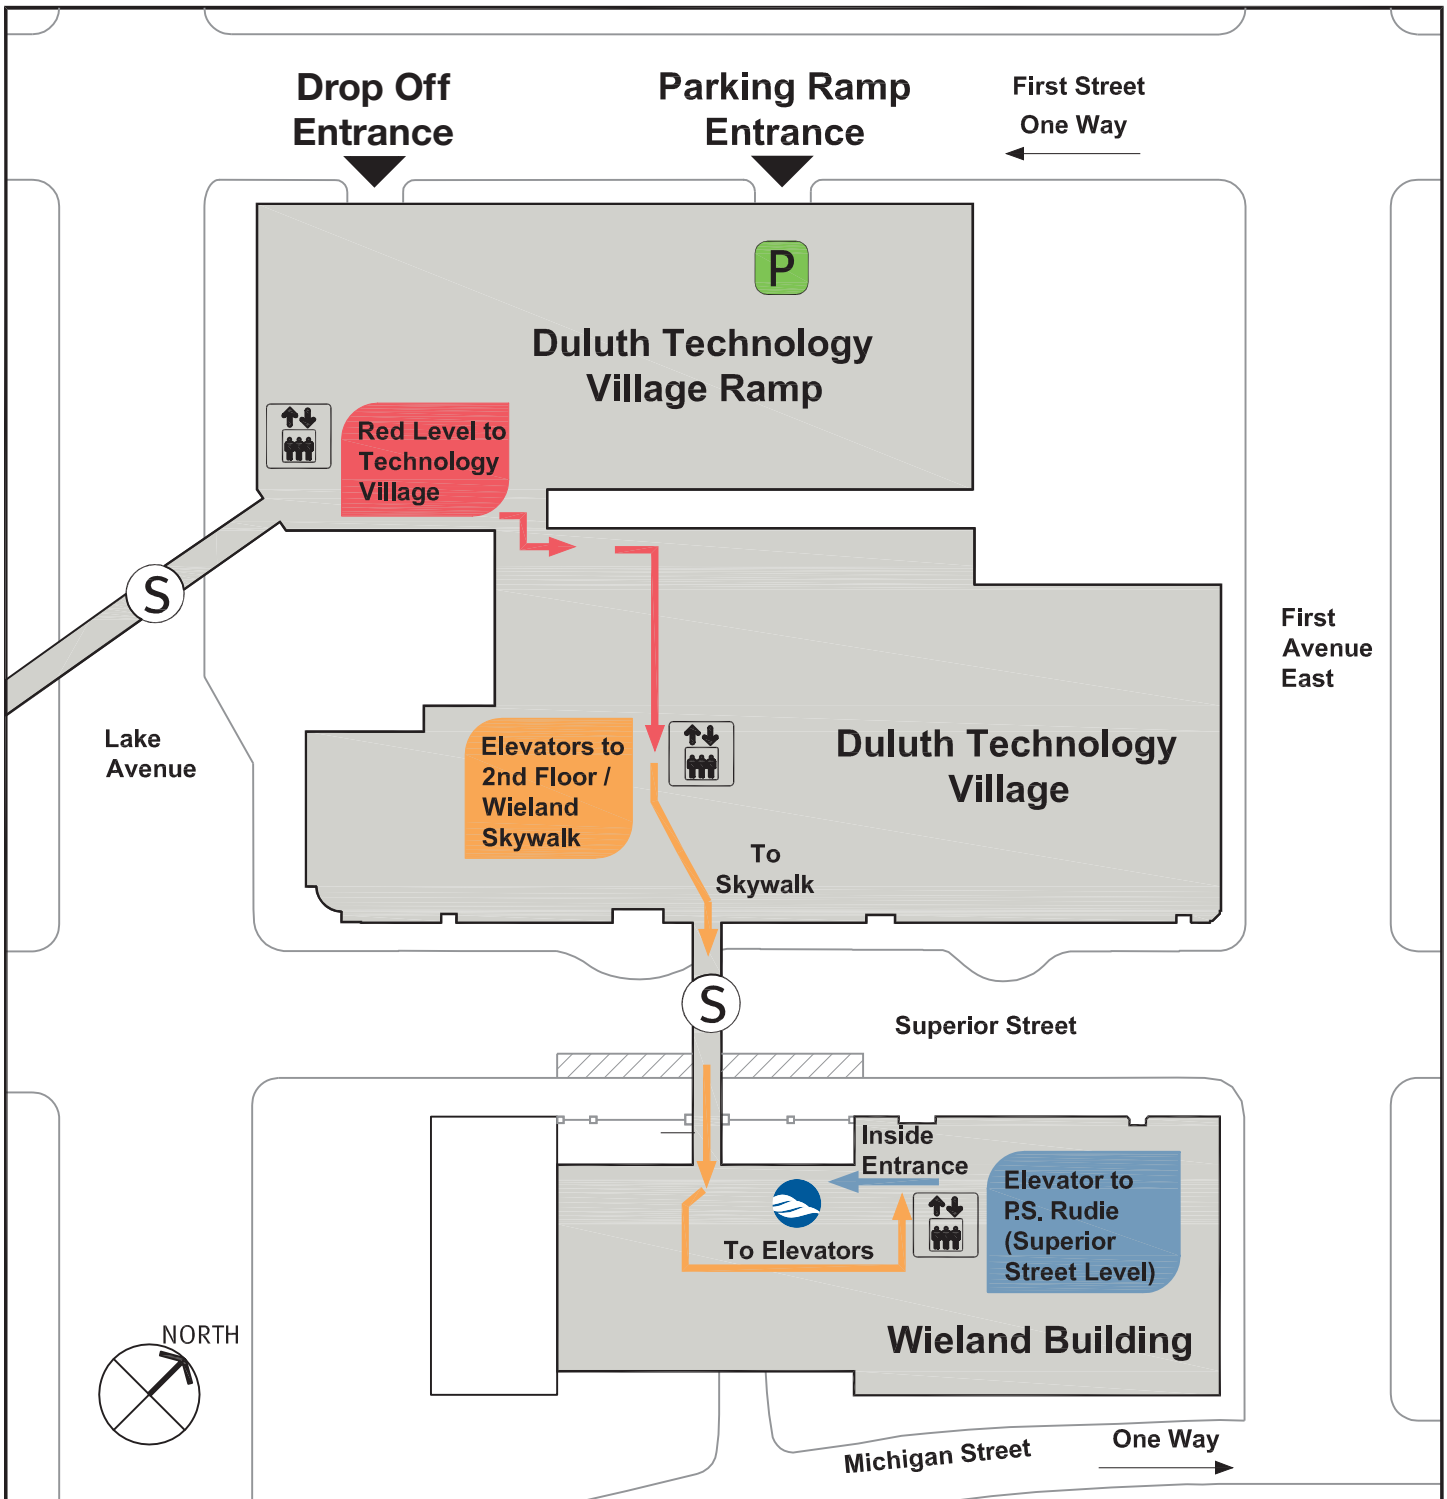 Drop Off
Entrance
Parking Ramp
Entrance
First Street
One Way
P
Duluth Technology
Village Ramp
Red Level to
Technology
Village
S
First
Avenue
East
Lake
Avenue
Elevators to
2nd Floor /
Wieland
Skywalk
Duluth Technology
Village
To
Skywalk
S
Superior Street
Inside
Entrance
Elevator to
P.S. Rudie
(Superior
Street Level)
To Elevators
Wieland Building
NORTH
Michigan Street
One Way